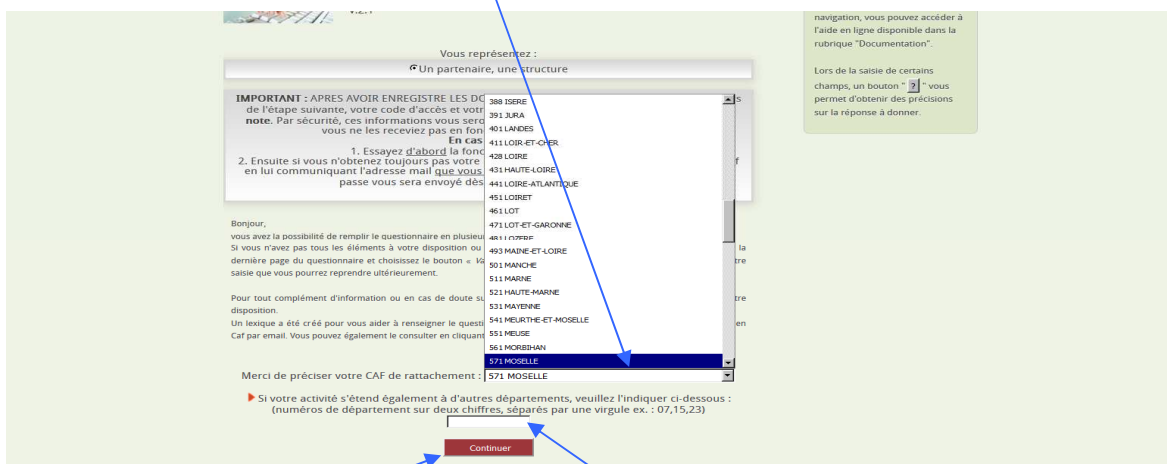 V.2.1
navigation, vous pouvez accéder à
l'aide en ligne disponible dans la
rubrique "Documentation".
Lors de la saisie de certains
champs, un bouton " ? " vous
permet d'obtenir des précisions
sur la réponse à donner.
Vous représentez :
Un partenaire, une structure
IMPORTANT : APRES AVOIR ENREGISTRE LES DO s
de l'étape suivante, votre code d'accès et votr
note. Par sécurité, ces informations vous sero
vous ne les receviez pas en fon
En cas
1. Essayez d'abord la fonc
2. Ensuite si vous n'obtenez toujours pas votre f
en lui communiquant l'adresse mail que vous
passe vous sera envoyé dès
Bonjour,
vous avez la possibilité de remplir le questionnaire en plusieur
Si vous n'avez pas tous les éléments à votre disposition ou la
dernière page du questionnaire et choisissez le bouton « Va tre
saisie que vous pourrez reprendre ultérieurement.
Pour tout complément d'information ou en cas de doute su tre
disposition.
Un lexique a été créé pour vous aider à renseigner le questi en
Caf par email. Vous pouvez également le consulter en cliquant
388 ISERE
391 JURA
401 LANDES
411 LOIR-ET-CHER
428 LOIRE
431 HAUTE-LOIRE
441 LOIRE-ATLANTIQUE
451 LOIRET
461 LOT
471 LOT-ET-GARONNE
481 LOZERE
493 MAINE-ET-LOIRE
501 MANCHE
511 MARNE
521 HAUTE-MARNE
531 MAYENNE
541 MEURTHE-ET-MOSELLE
551 MEUSE
561 MORBIHAN
571 MOSELLE
Merci de préciser votre CAF de rattachement : 571 MOSELLE
Si votre activité s'étend également à d'autres départements, veuillez l'indiquer ci-dessous :
(numéros de département sur deux chiffres, séparés par une virgule ex. : 07,15,23)
Continuer